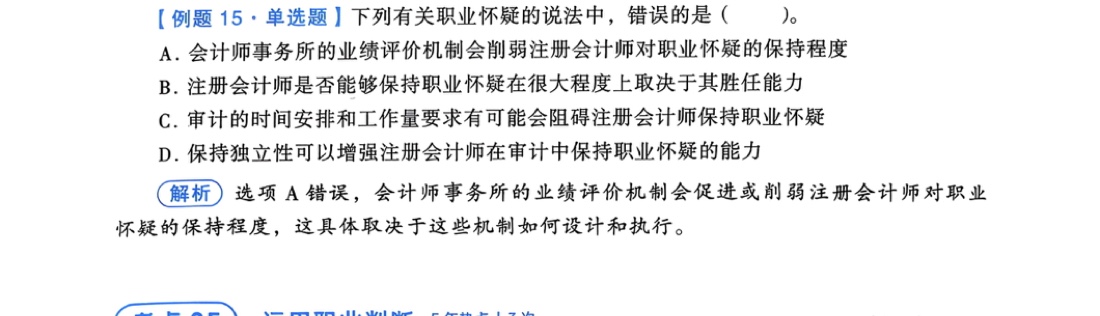 【例题 15·单选题】下列有关职业怀疑的说法中，错误的是（　　）。
A. 会计师事务所的业绩评价机制会削弱注册会计师对职业怀疑的保持程度
B. 注册会计师是否能够保持职业怀疑在很大程度上取决于其胜任能力
C. 审计的时间安排和工作量要求有可能会阻碍注册会计师保持职业怀疑
D. 保持独立性可以增强注册会计师在审计中保持职业怀疑的能力
解析 选项 A 错误，会计师事务所的业绩评价机制会促进或削弱注册会计师对职业
怀疑的保持程度，这具体取决于这些机制如何设计和执行。